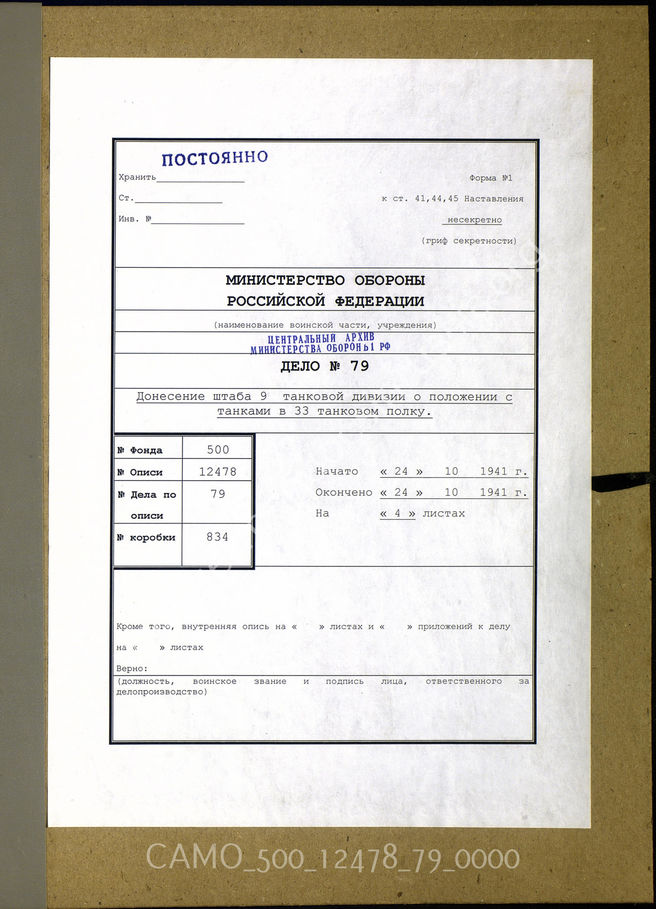 ПОСТОЯННО
Хранить
Форма №1
Ст.
к ст. 41,44,45 Наставления
Инв. №
несекретно
(гриф секретности)
МИНИСТЕРСТВО ОБОРОНЫ
РОССИЙСКОЙ ФЕДЕРАЦИИ
(наименование воинской части, учреждения)
ЦЕНТРАЛЬНЫЙ АРХИВ
МИНИСТЕРСТВА ОБОРОНЫ РФ
ДЕЛО № 79
Донесение штаба 9 танковой дивизии о положении с
танками в 33 танковом полку.
№ Фонда 500
№ Описи 12478
№ Дела по 79
описи
№ коробки 834
Начато « 24 » 10 1941 г.
Окончено « 24 » 10 1941 г.
На « 4 » листах
Кроме того, внутренняя опись на « » листах и « » приложений к делу
на « » листах
Верно:
(должность, воинское звание и подпись лица, ответственного за
делопроизводство)
CAMO_500_12478_79_0000